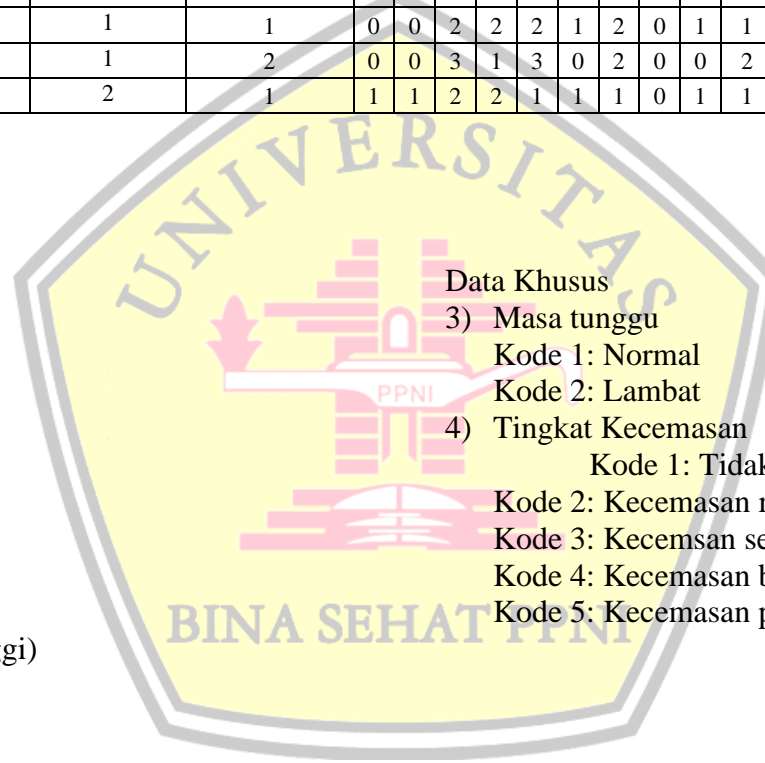 1 1 0 0 2 2 2 1 2 0 1 1
1 2 0 0 3 1 3 0 2 0 0 2
2 1 1 1 2 2 1 1 1 0 1 1
UNIVERSITAS
Data Khusus
3) Masa tunggu
Kode 1: Normal
PPNI
Kode 2: Lambat
4) Tingkat Kecemasan
Kode 1:
Kode 2: Kecemasan
Kode 3: Kecemsan
Kode 4: Kecemasan
Kode 5: Kecemasan
BINA SEHAT PPNI